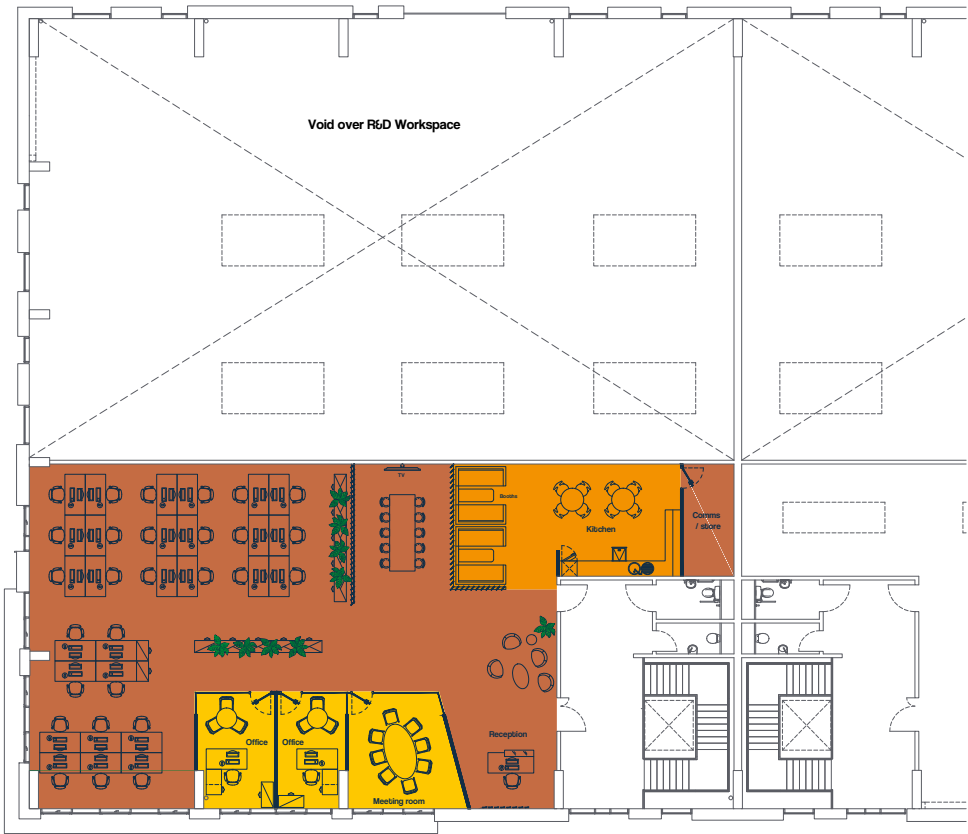 Void over R&D Workspace
TV
Booths
Kitchen
Comms
/ store
Reception
Office
Office
Meeting room